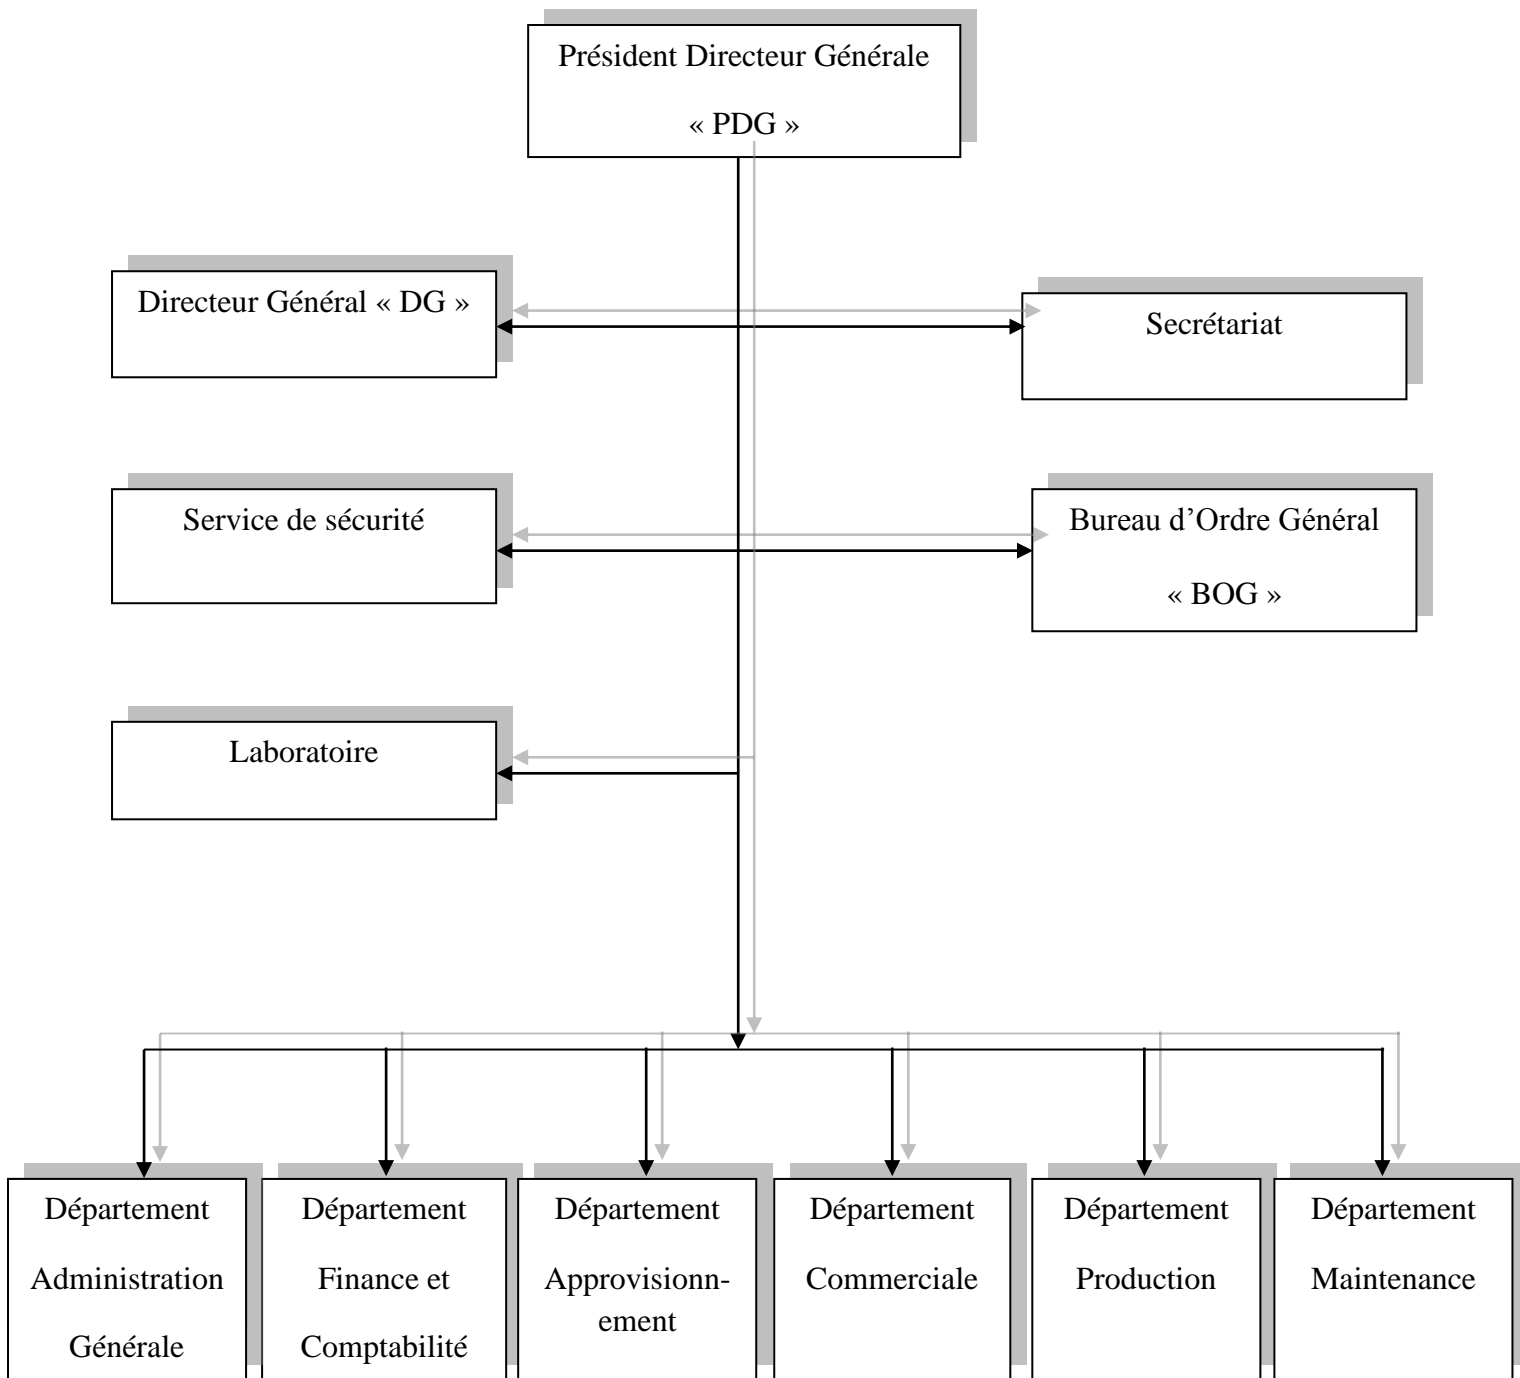 Président Directeur Générale
« PDG »
Directeur Général « DG »
Secrétariat
Service de sécurité
Bureau d’Ordre Général
« BOG »
Laboratoire
Département
Administration
Générale
Département
Finance et
Comptabilité
Département
Approvisionn-
ement
Département
Commerciale
Département
Production
Département
Maintenance